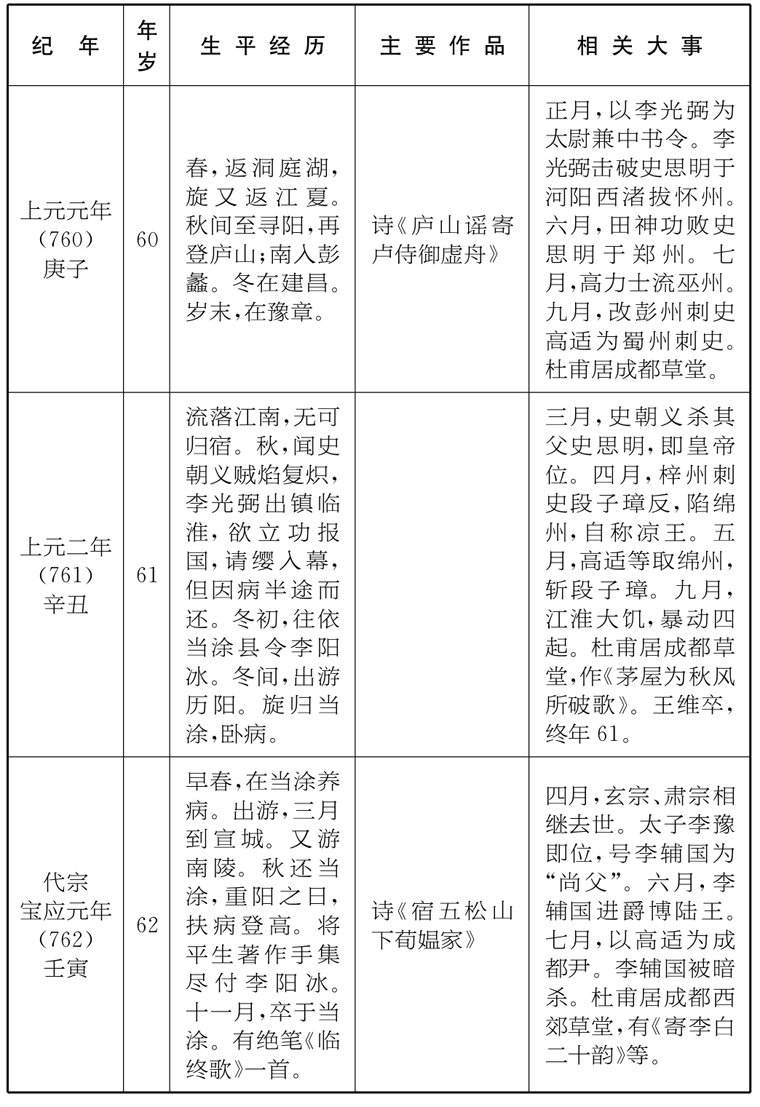 纪 年
年岁
生平经历
主要作品
相关大事
上元元年
（760）
庚子
60
春，返洞庭湖，
旋又返江夏。
秋间至寻阳，再
登庐山；南入彭
蠡。冬在建昌。
岁末，在豫章。
诗《庐山谣寄
卢侍御虚舟》
正月，以李光弼为
太尉兼中书令。李
光弼击破史思明于
河阳西渚拔怀州。
六月，田神功败史
思明于郑州。七
月，高力士流巫州。
九月，改彭州刺史
高适为蜀州刺史。
杜甫居成都草堂。
上元二年
（761）
辛丑
61
流落江南，无可
归宿。秋，闻史
朝义贼焰复炽，
李光弼出镇临
淮，欲立功报
国，请缨入幕，
但因病半途而
还。冬初，往依
当涂县令李阳
冰。冬间，出游
历阳。旋归当
涂，卧病。
三月，史朝义杀其
父史思明，即皇帝
位。四月，梓州刺
史段子璋反，陷绵
州，自称凉王。五
月，高适等取绵州，
斩段子璋。九月，
江淮大饥，暴动四
起。杜甫居成都草
堂，作《茅屋为秋风
所破歌》。王维卒，
终年61。
代宗
宝应元年
（762）
壬寅
62
早春，在当涂养
病。出游，三月
到宣城。又游
南陵。秋还当
涂，重阳之日，
扶病登高。将
平生著作手集
尽付李阳冰。
十一月，卒于当
涂。有绝笔《临
终歌》一首。
诗《宿五松山
下荀媪家》
四月，玄宗、肃宗相
继去世。太子李豫
即位，号李辅国为
“尚父”。六月，李
辅国进爵博陆王。
七月，以高适为成
都尹。李辅国被暗
杀。杜甫居成都西
郊草堂，有《寄李白
二十韵》等。